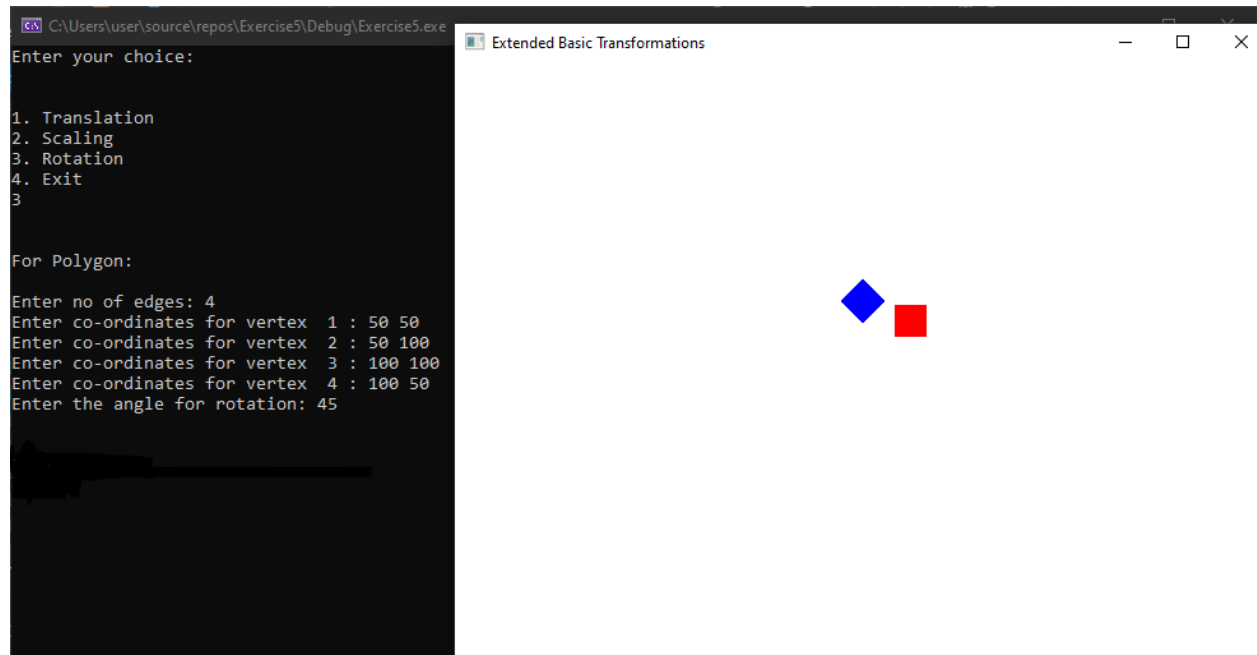 C:\Users\user\source\repos\Exercise5\Debug\Exercise5.exe
Extended Basic Transformations
Enter your choice:
1. Translation
2. Scaling
3. Rotation
4. Exit
3
For Polygon:
Enter no of edges: 4
Enter co-ordinates for vertex  1 : 50 50
Enter co-ordinates for vertex  2 : 50 100
Enter co-ordinates for vertex  3 : 100 100
Enter co-ordinates for vertex  4 : 100 50
Enter the angle for rotation: 45